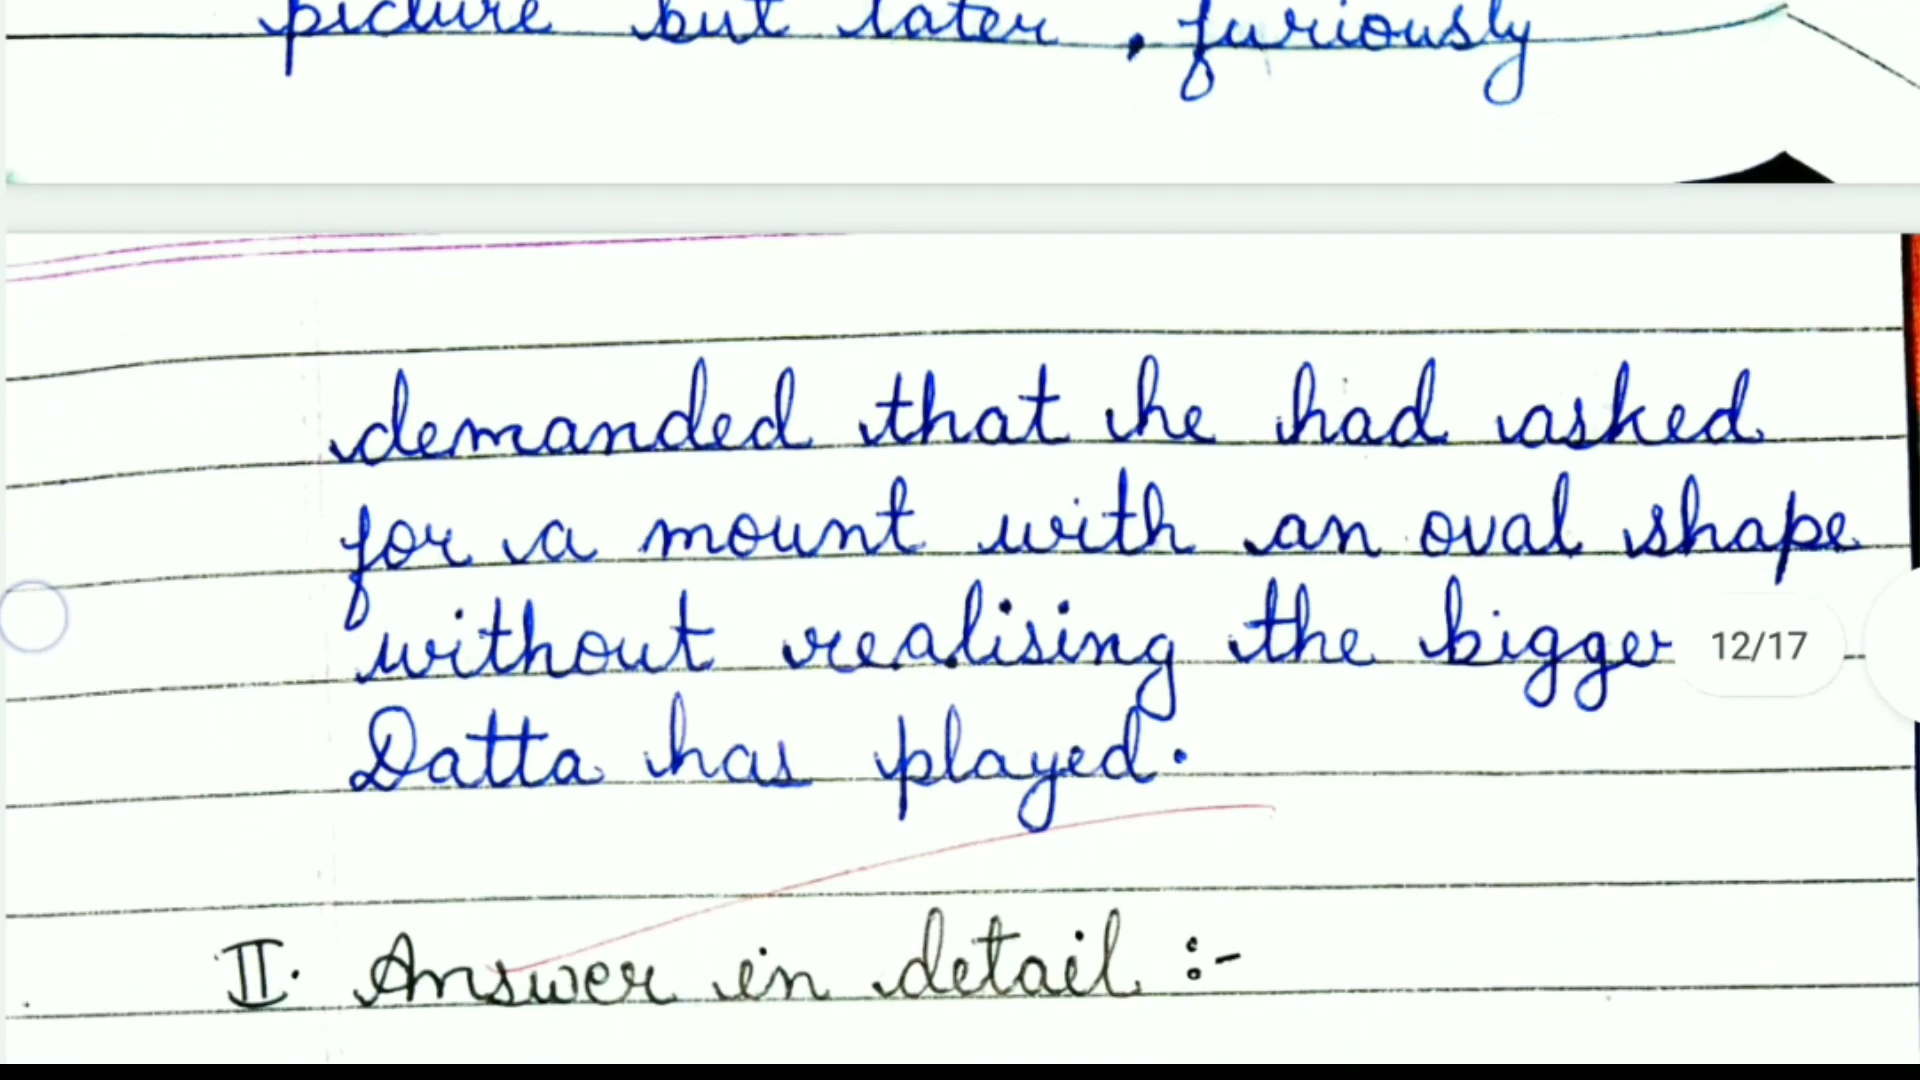 picture but later, furiously
demanded that he had asked
for a mount with an oval shape
without realising the bigger
12/17
Datta has played.
II. Answer in detail :-